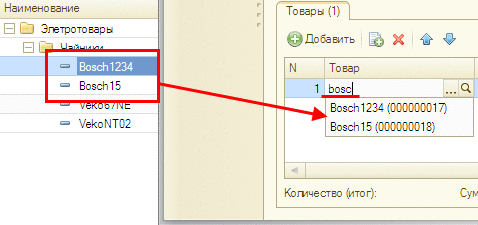 Наименование
Элетротовары
Чайники
Bosch1234
Bosch15
Veko67NE
VekoNT02
Товары (1)
Добавить
N Товар
1 bosc ...
Bosch1234 (000000017)
Bosch15 (000000018)
Количество (итог): Сум